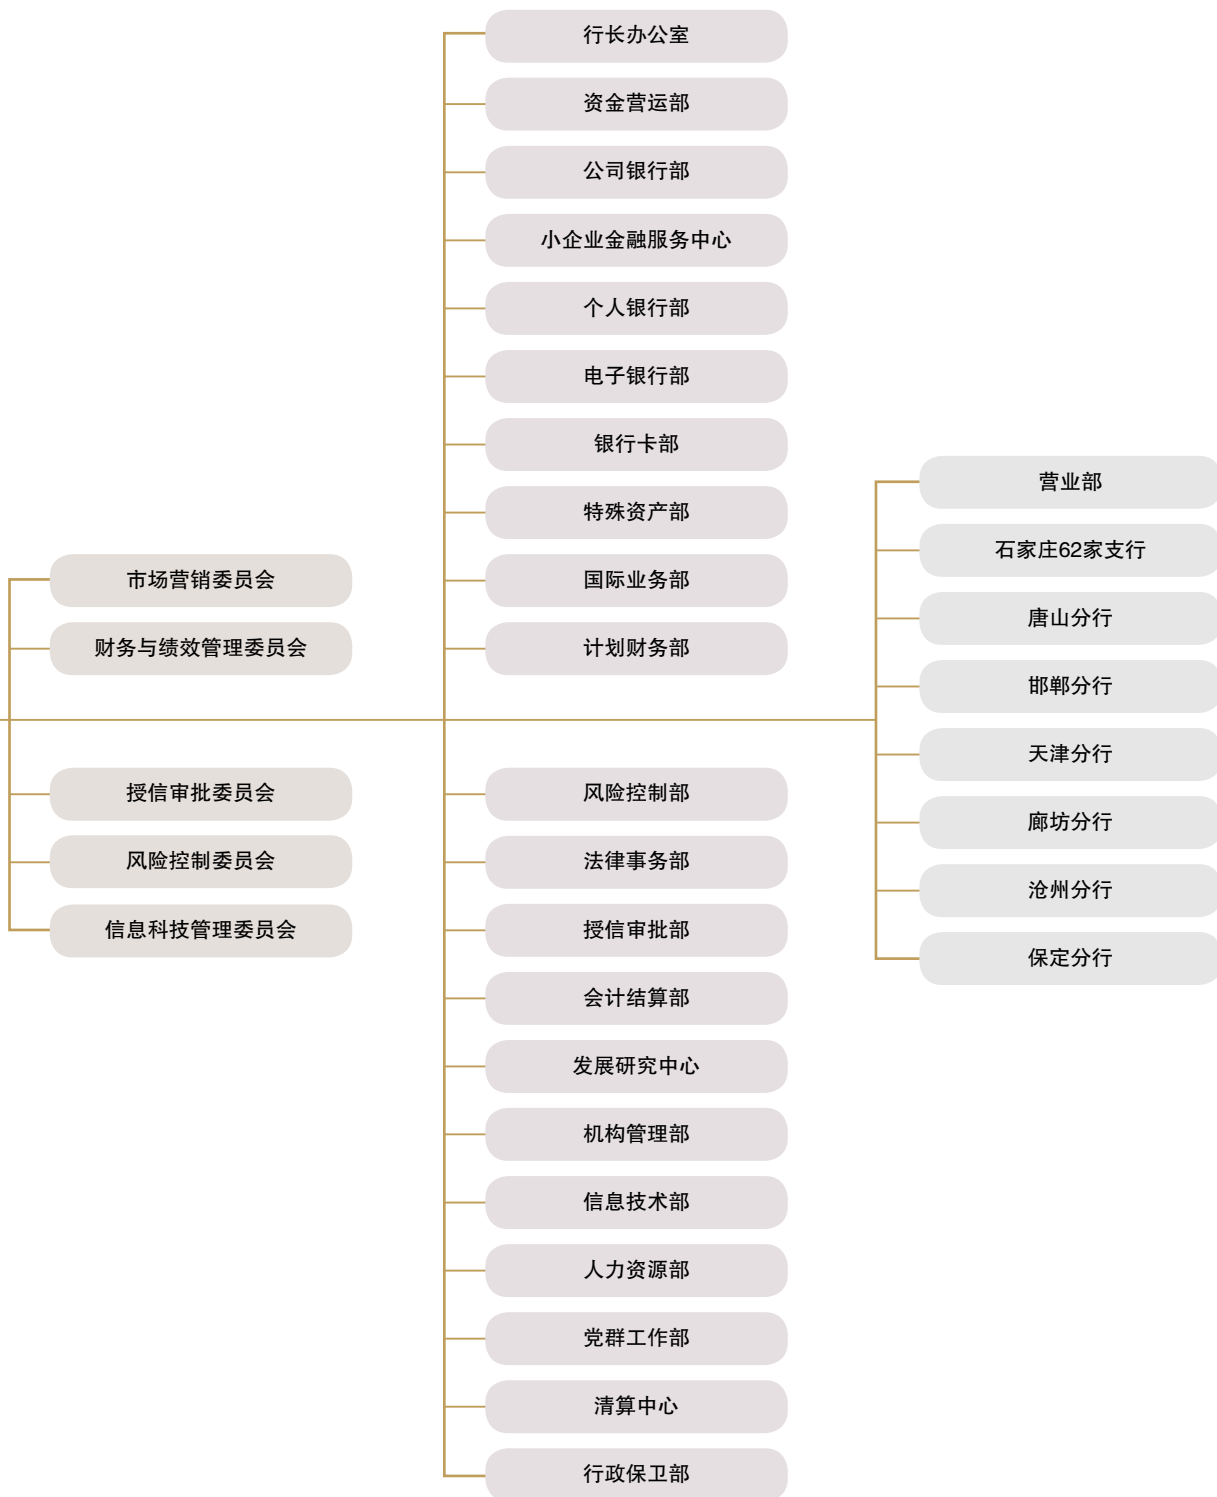 市场营销委员会
财务与绩效管理委员会
授信审批委员会
风险控制委员会
信息科技管理委员会
行长办公室
资金营运部
公司银行部
小企业金融服务中心
个人银行部
电子银行部
银行卡部
特殊资产部
国际业务部
计划财务部
风险控制部
法律事务部
授信审批部
会计结算部
发展研究中心
机构管理部
信息技术部
人力资源部
党群工作部
清算中心
行政保卫部
营业部
石家庄62家支行
唐山分行
邯郸分行
天津分行
廊坊分行
沧州分行
保定分行